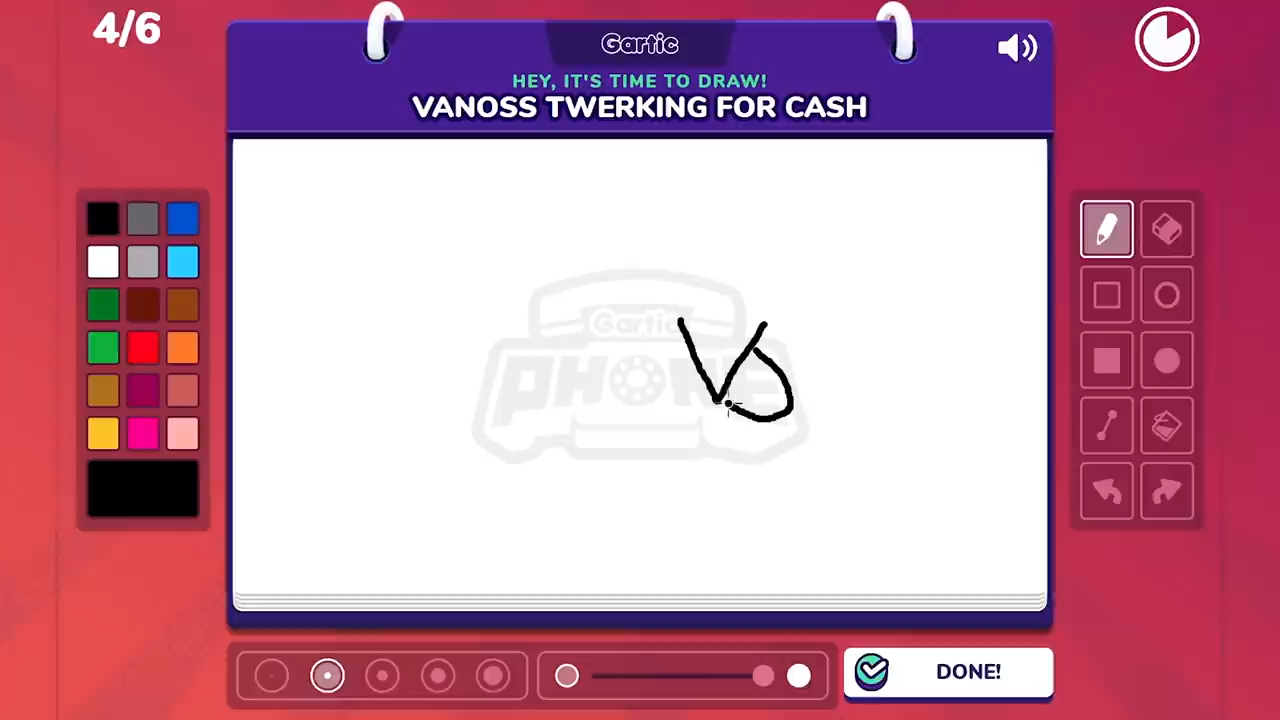 4/6
Gartic
HEY, IT'S TIME TO DRAW!
VANOSS TWERKING FOR CASH
Gartic
PHONE
DONE!